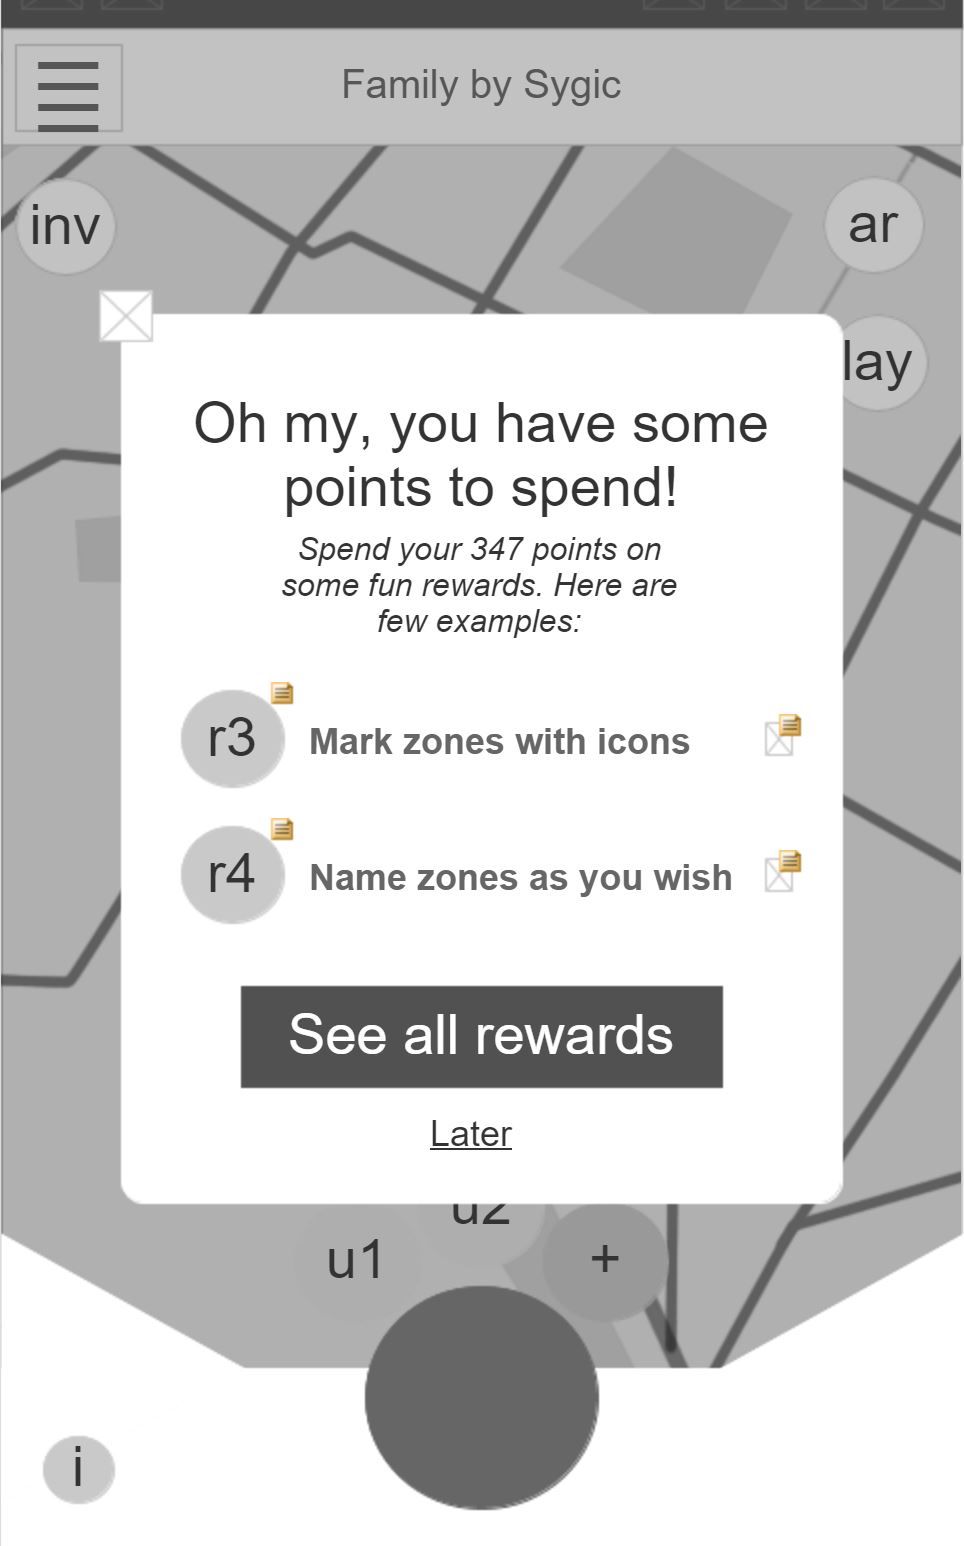 Family by Sygic
inv
ar
lay
Oh my, you have some
points to spend!
Spend your 347 points on
some fun rewards. Here are
few examples:
r3
Mark zones with icons
r4
Name zones as you wish
See all rewards
Later
u2
u1
+
i